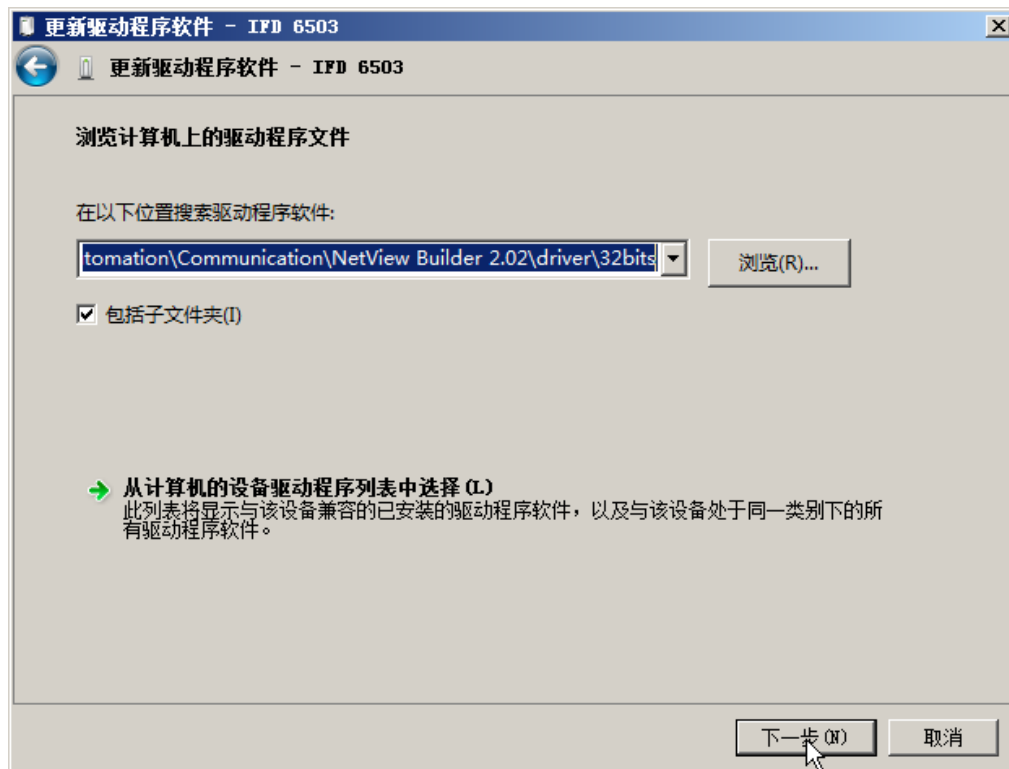 更新驱动程序软件 - IFD 6503
更新驱动程序软件 - IFD 6503
浏览计算机上的驱动程序文件
在以下位置搜索驱动程序软件:
tomation\Communication\NetView Builder 2.02\driver\32bits
浏览(R)...
包括子文件夹(I)
从计算机的设备驱动程序列表中选择(L)
此列表将显示与该设备兼容的已安装的驱动程序软件，以及与该设备处于同一类别下的所
有驱动程序软件。
下一步(N)
取消